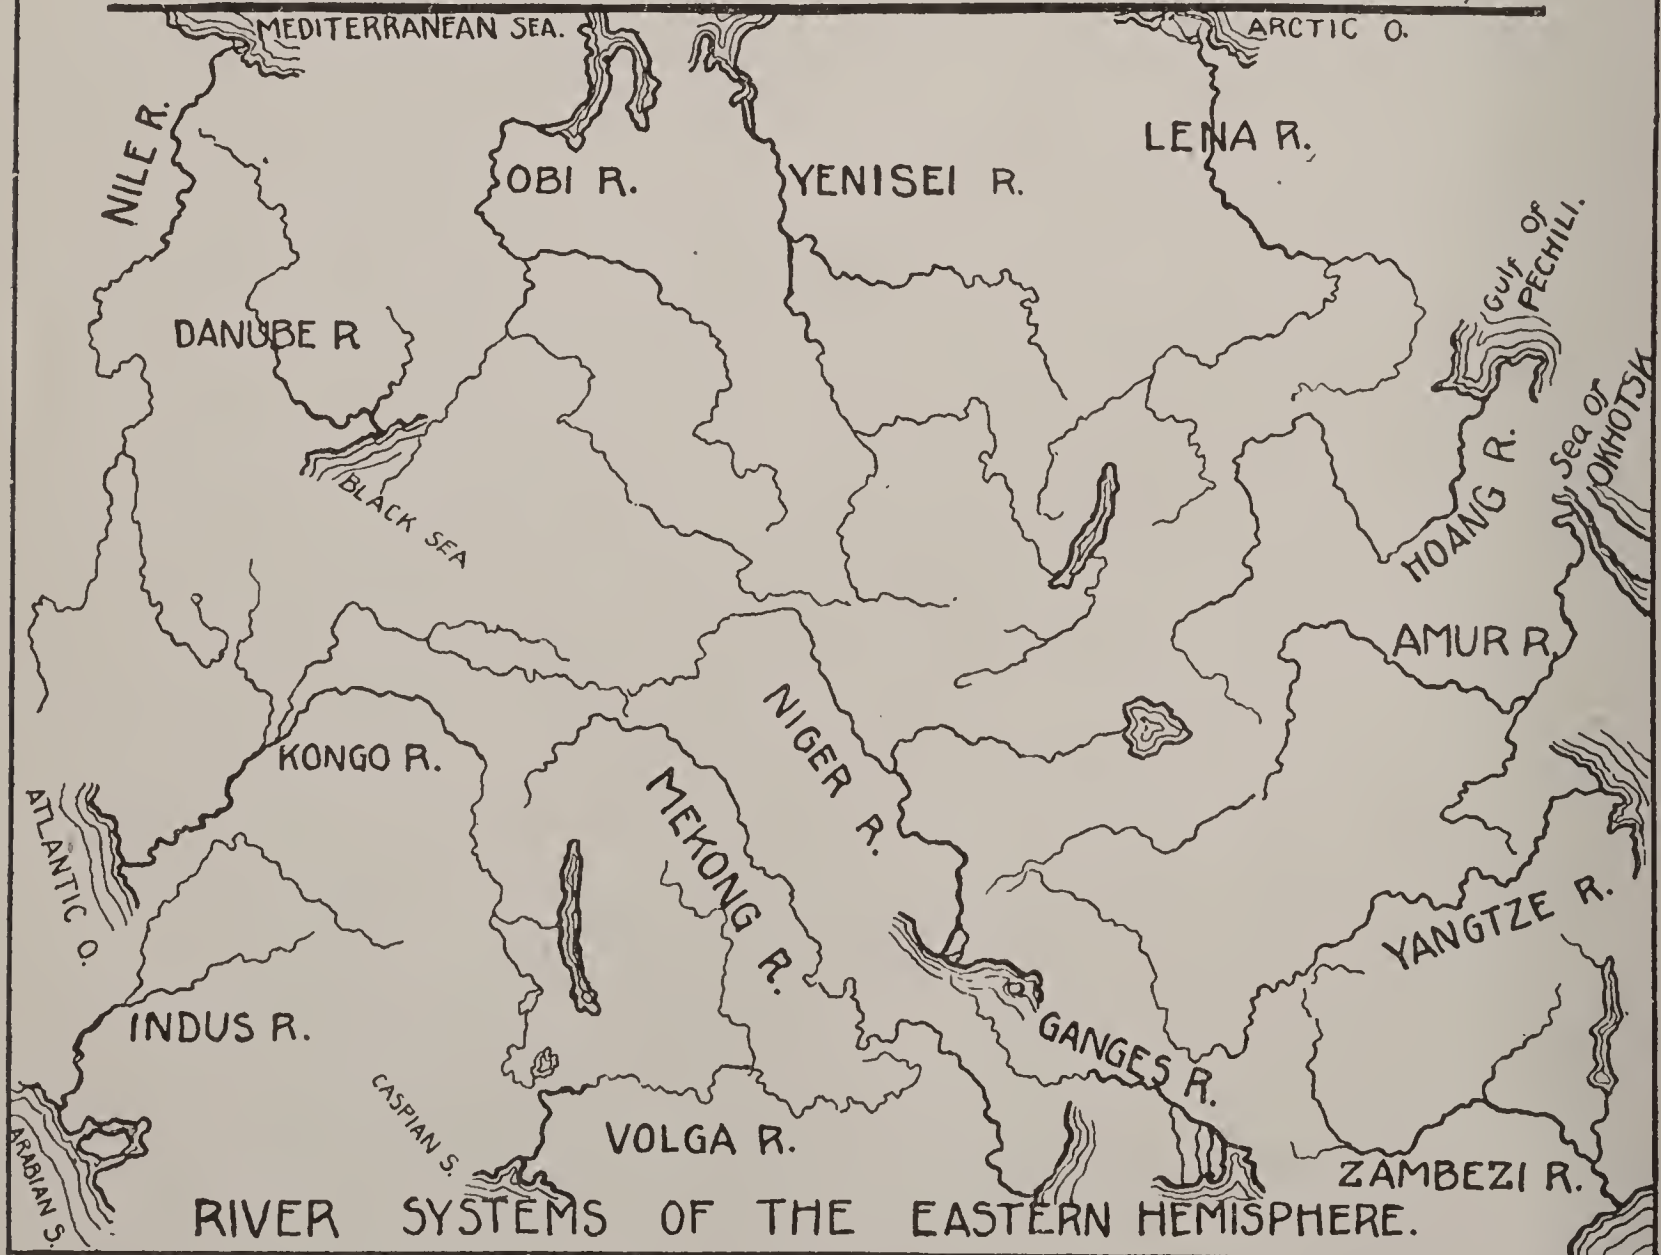 MEDITERRANEAN SEA.
ARCTIC O.
NILE R.
OBI R.
YENISEI R.
LENA R.
Gulf OF
PECHILI.
DANUBE R
BLACK SEA
Sea OF
OKHOTSK
HOANG R.
AMUR R.
KONGO R.
NIGER R.
MEKONG R.
ATLANTIC O.
YANGTZE R.
INDUS R.
GANGES R.
CASPIAN S.
ARABIAN S.
VOLGA R.
ZAMBEZI R.
RIVER SYSTEMS OF THE EASTERN HEMISPHERE.